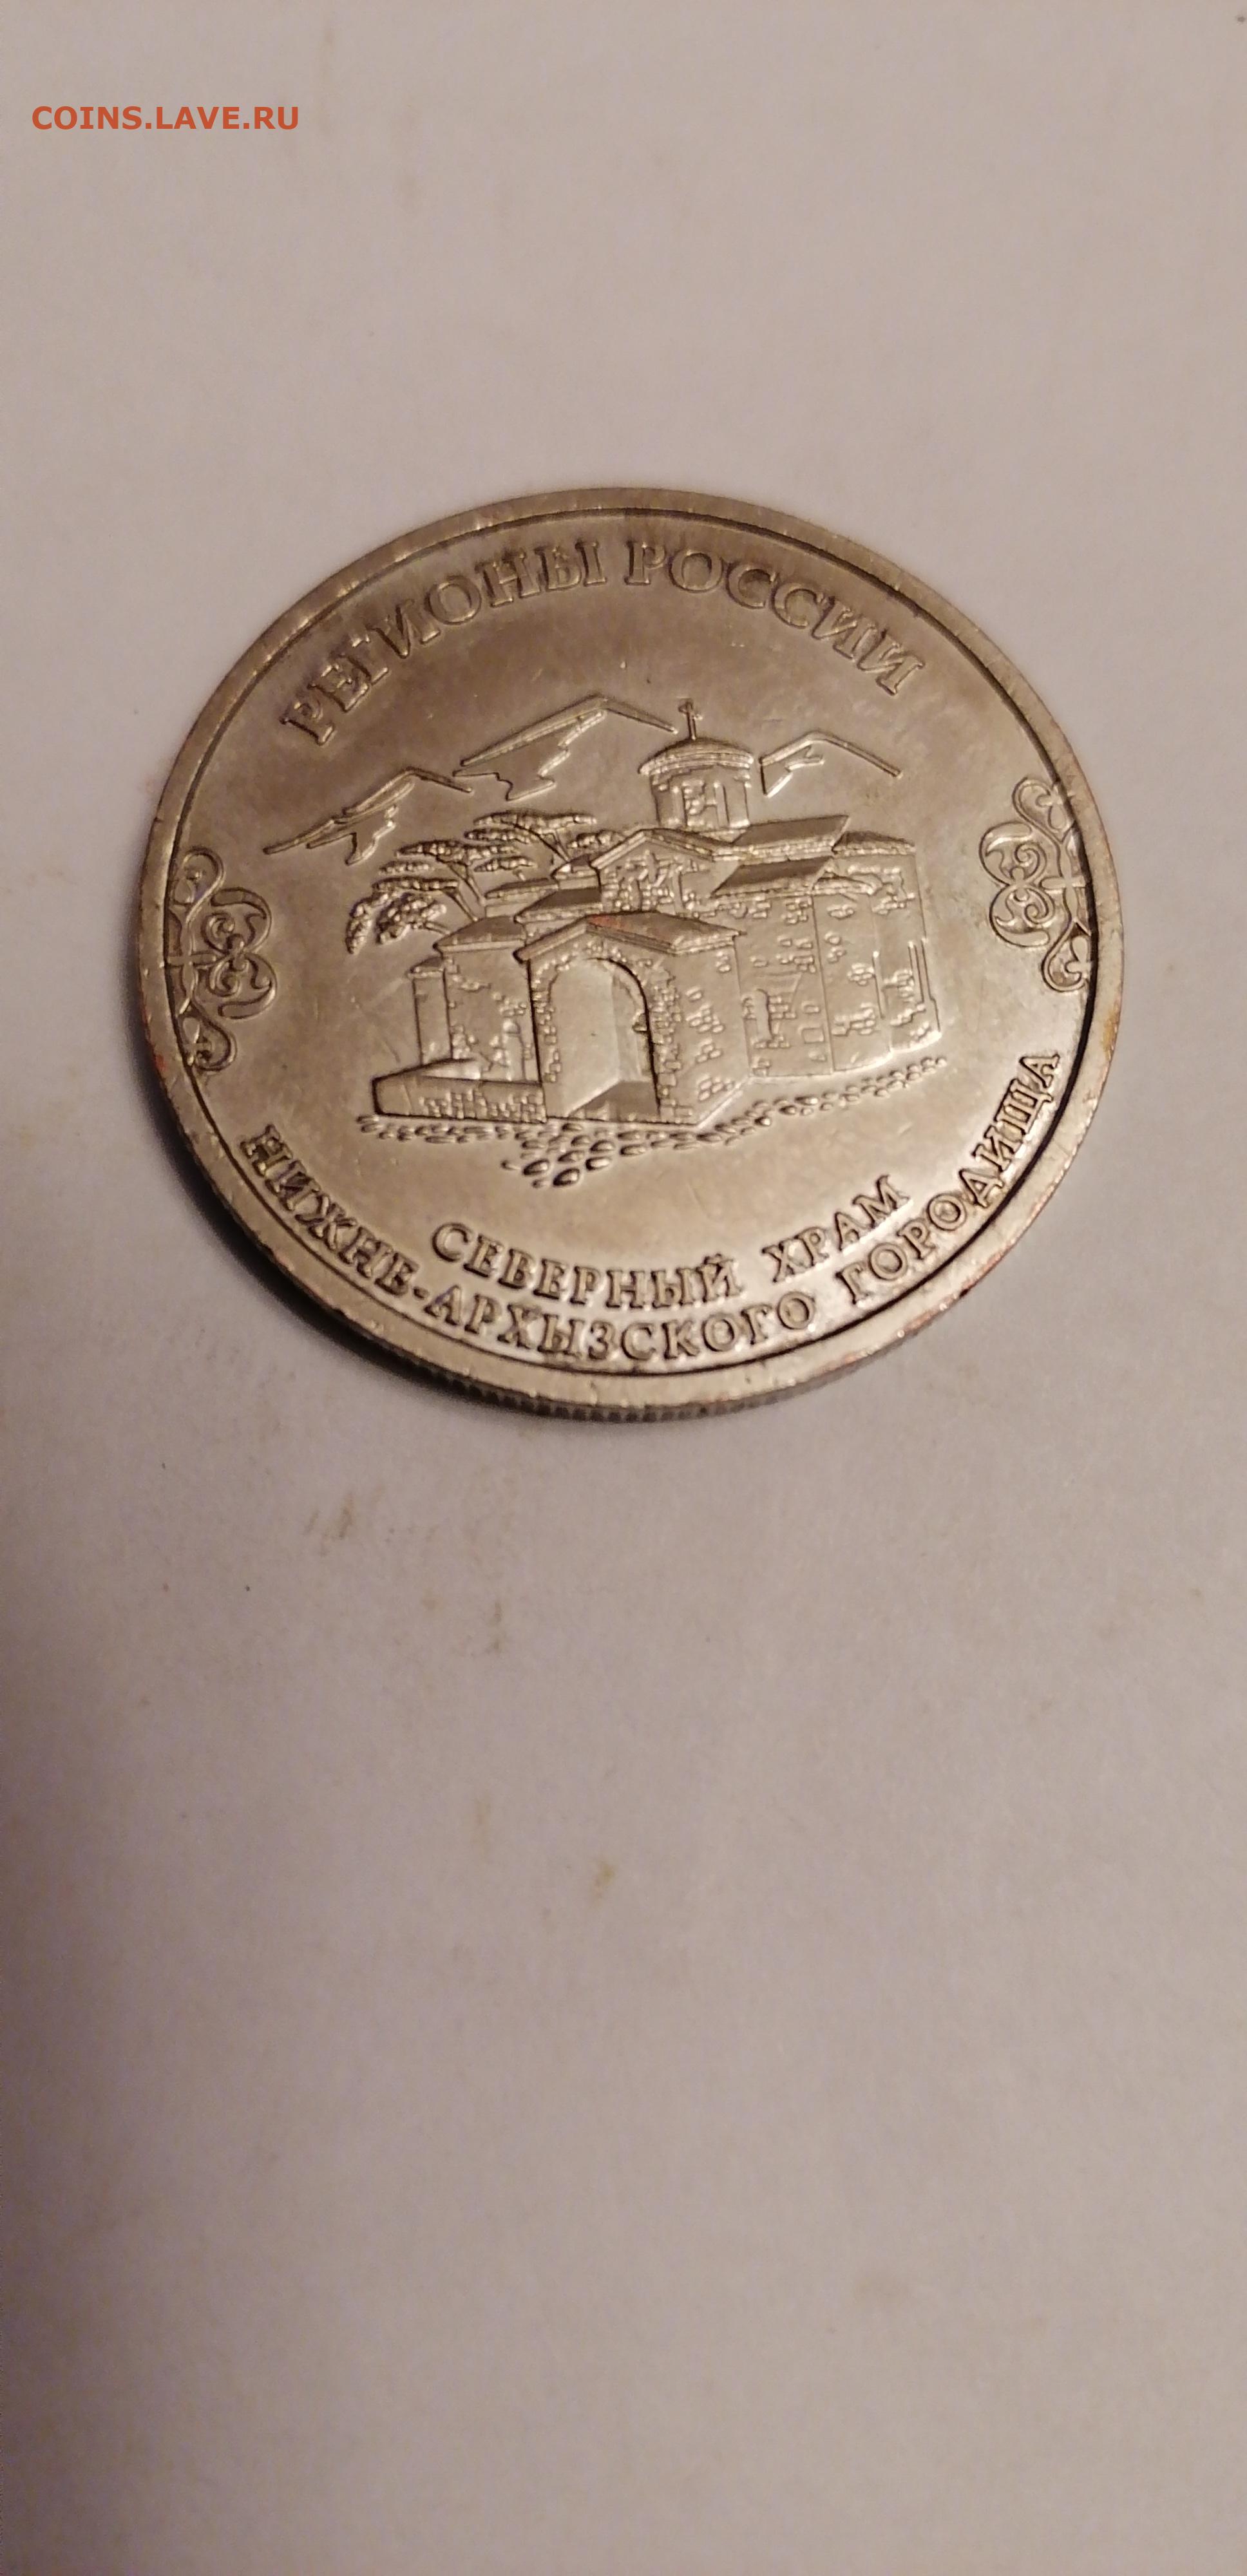 COINS.LAVE.RU
РЕГИОНЫ РОССИИ
СЕВЕРНЫЙ ХРАМ
НИЖНЕ-АРХЫЗСКОГО ГОРОДИЩА